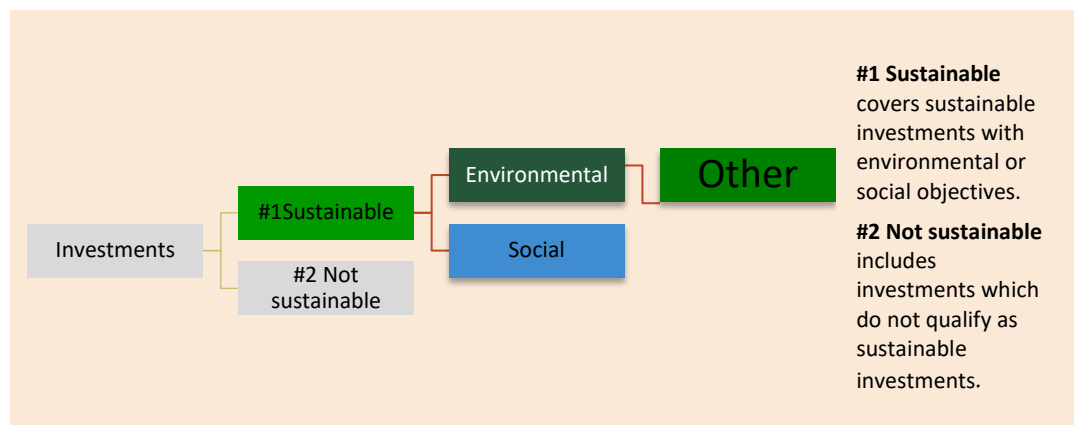 Investments
#1Sustainable
#2 Not
sustainable
Environmental
Social
Other
#1 Sustainable
covers sustainable
investments with
environmental or
social objectives.
#2 Not sustainable
includes
investments which
do not qualify as
sustainable
investments.